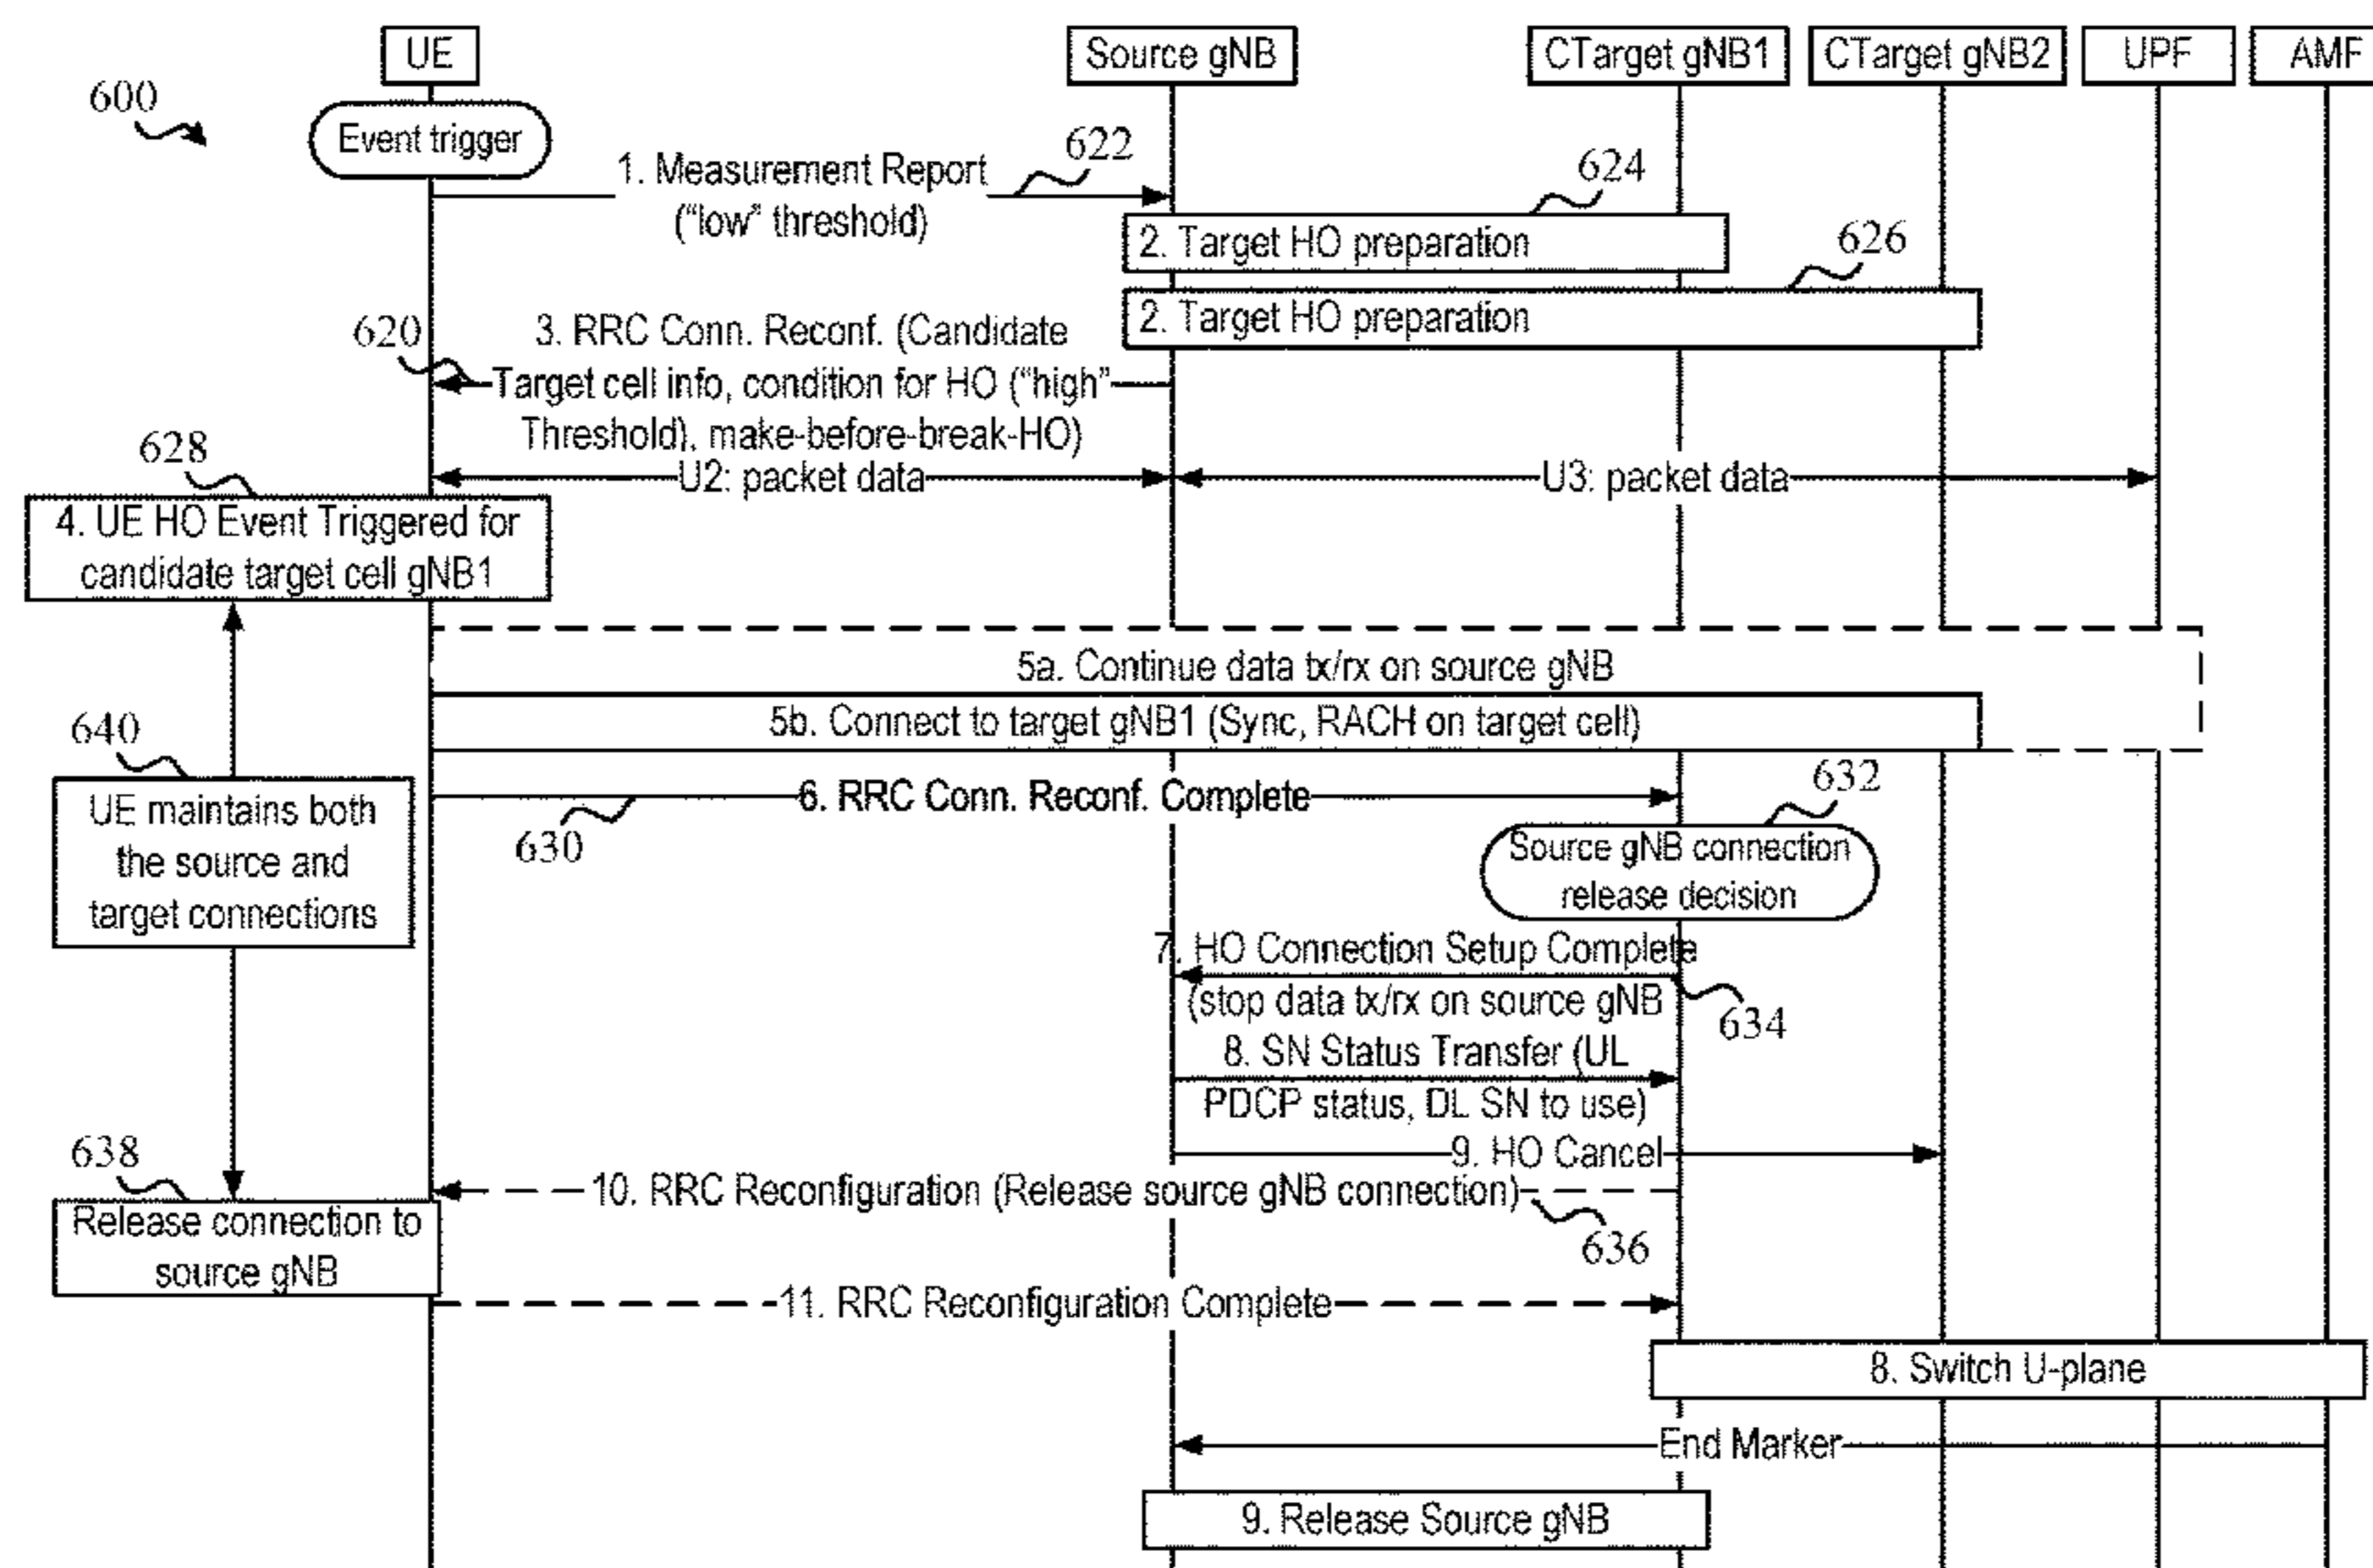 UE
Source gNB
CTarget gNB1
CTarget gNB2
UPF
AMF
600
Event trigger
1. Measurement Report
("low" threshold)
622
624
2. Target HO preparation
626
2. Target HO preparation
620
3. RRC Conn. Reconf. (Candidate
Target cell info, condition for HO ("high"
Threshold), make-before-break-HO)
U2: packet data
U3: packet data
628
4. UE HO Event Triggered for
candidate target cell gNB1
5a. Continue data tx/rx on source gNB
5b. Connect to target gNB1 (Sync, RACH on target cell)
640
UE maintains both
the source and
target connections
6. RRC Conn. Reconf. Complete
630
632
Source gNB connection
release decision
7. HO Connection Setup Complete
(stop data tx/rx on source gNB
634
8. SN Status Transfer (UL
PDCP status, DL SN to use)
9. HO Cancel
638
10. RRC Reconfiguration (Release source gNB connection)
636
Release connection to
source gNB
11. RRC Reconfiguration Complete
8. Switch U-plane
End Marker
9. Release Source gNB